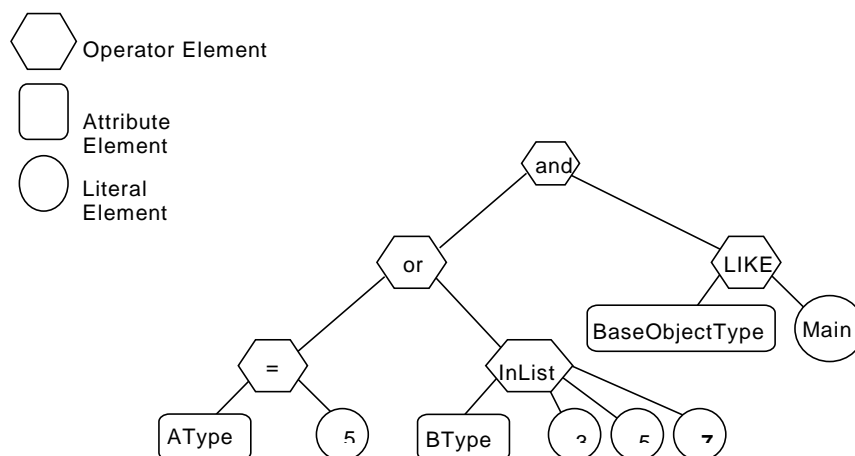 Operator Element
Attribute
Element
Literal
Element
and
or
LIKE
BaseObjectType
Main
=
InList
AType
5
BType
3
5
7